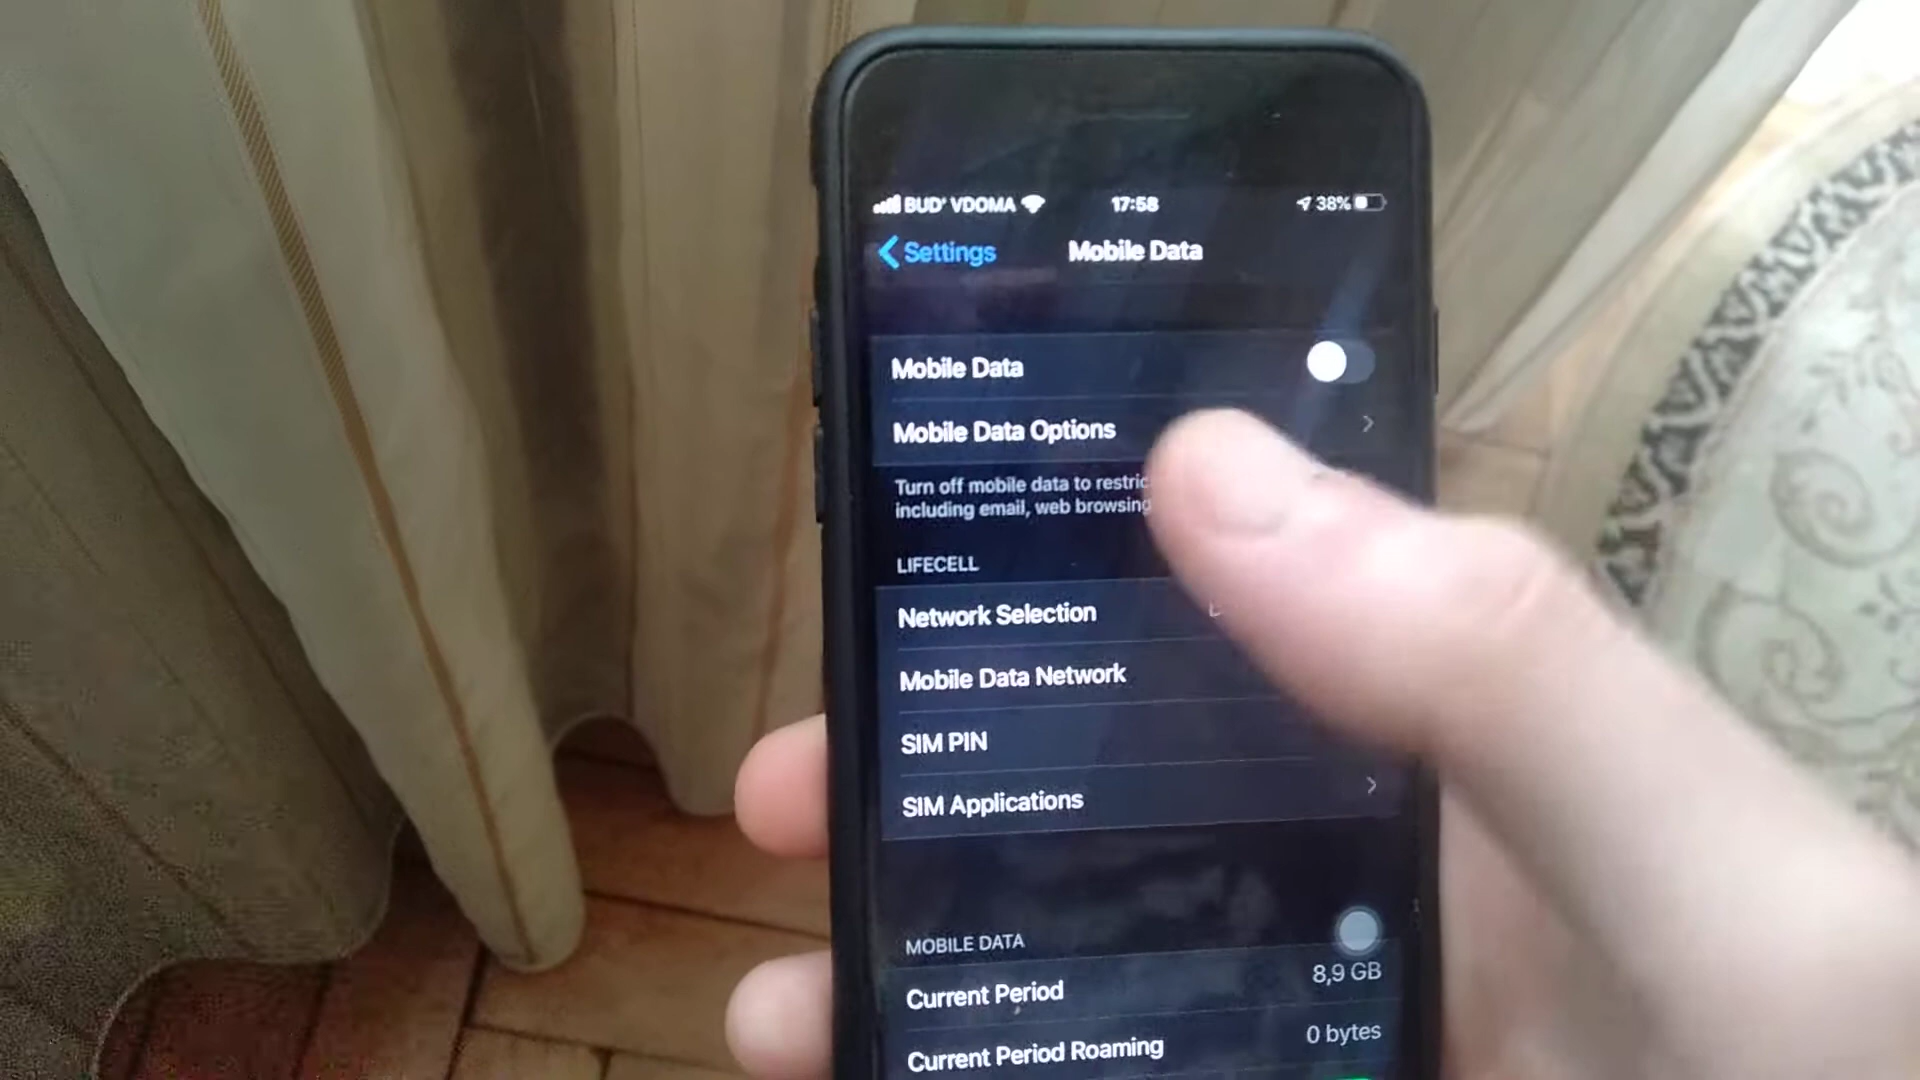 BUD' VDOMA 17:58 38%
Settings Mobile Data
Mobile Data
Mobile Data Options
Turn off mobile data to
including email, web browsing
LIFECELL
Network Selection
Mobile Data Network
SIM PIN
SIM Applications
MOBILE DATA
Current Period 8,9 GB
Current Period Roaming 0 bytes